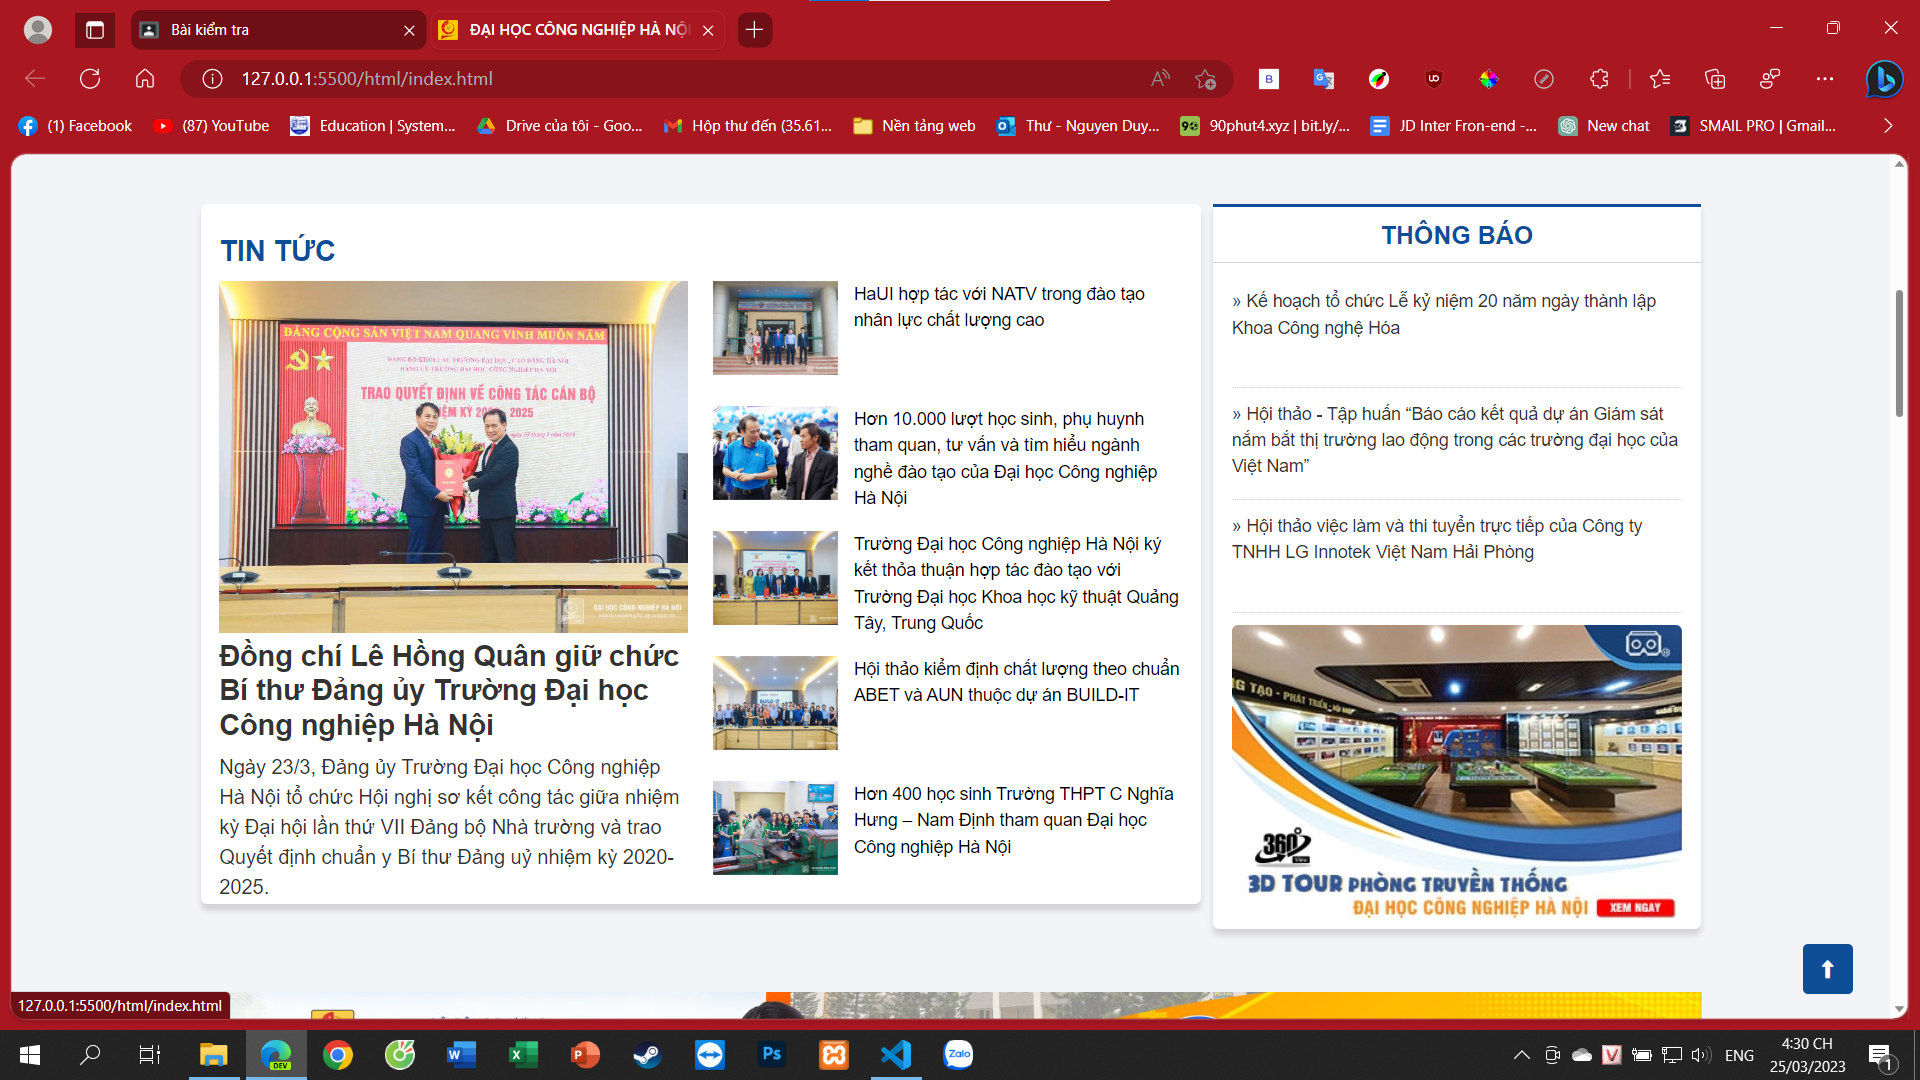 Bài kiểm tra
ĐẠI HỌC CÔNG NGHIỆP HÀ NỘI
127.0.0.1:5500/html/index.html
(1) Facebook
(87) YouTube
Education | System...
Drive của tôi - Goo...
Hộp thư đến (35.61...
Nền tảng web
Thư - Nguyen Duy...
90phut4.xyz | bit.ly/...
JD Inter Fron-end -...
New chat
SMAIL PRO | Gmail...
TIN TỨC
ĐẢNG CỘNG SẢN VIỆT NAM QUANG VINH MUÔN NĂM
TRAO QUYẾT ĐỊNH VỀ CÔNG TÁC CÁN BỘ
ĐẠI HỌC CÔNG NGHIỆP HÀ NỘI
Đồng chí Lê Hồng Quân giữ chức
Bí thư Đảng ủy Trường Đại học
Công nghiệp Hà Nội
Ngày 23/3, Đảng ủy Trường Đại học Công nghiệp
Hà Nội tổ chức Hội nghị sơ kết công tác giữa nhiệm
kỳ Đại hội lần thứ VII Đảng bộ Nhà trường và trao
Quyết định chuẩn y Bí thư Đảng uỷ nhiệm kỳ 2020-
2025.
HaUI hợp tác với NATV trong đào tạo
nhân lực chất lượng cao
Hơn 10.000 lượt học sinh, phụ huynh
tham quan, tư vấn và tìm hiểu ngành
nghề đào tạo của Đại học Công nghiệp
Hà Nội
Trường Đại học Công nghiệp Hà Nội ký
kết thỏa thuận hợp tác đào tạo với
Trường Đại học Khoa học kỹ thuật Quảng
Tây, Trung Quốc
Hội thảo kiểm định chất lượng theo chuẩn
ABET và AUN thuộc dự án BUILD-IT
Hơn 400 học sinh Trường THPT C Nghĩa
Hưng – Nam Định tham quan Đại học
Công nghiệp Hà Nội
THÔNG BÁO
» Kế hoạch tổ chức Lễ kỷ niệm 20 năm ngày thành lập
Khoa Công nghệ Hóa
» Hội thảo - Tập huấn “Báo cáo kết quả dự án Giám sát
nắm bắt thị trường lao động trong các trường đại học của
Việt Nam”
» Hội thảo việc làm và thi tuyển trực tiếp của Công ty
TNHH LG Innotek Việt Nam Hải Phòng
NG TẠO - PHÁT TRIỂN
360°
View
3D TOUR PHÒNG TRUYỀN THỐNG
ĐẠI HỌC CÔNG NGHIỆP HÀ NỘI
XEM NGAY
127.0.0.1:5500/html/index.html
DEV
Ps
Zalo
ENG
4:30 CH
25/03/2023
1